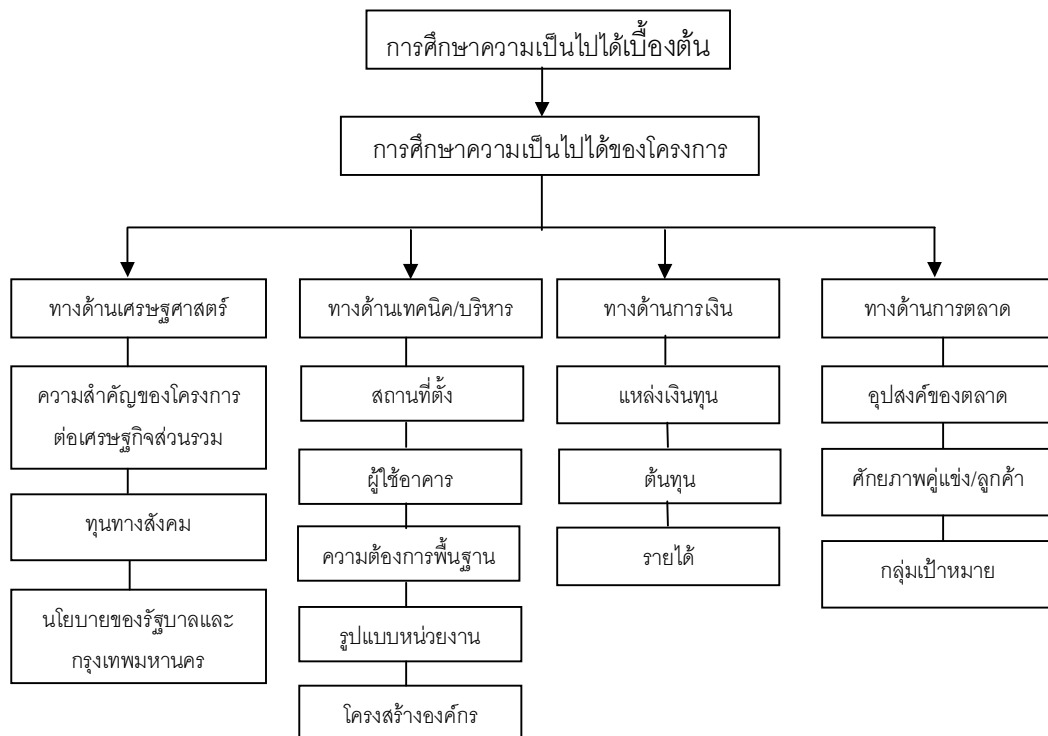 การศึกษาความเป็นไปได้เบื้องต้น
การศึกษาความเป็นไปได้ของโครงการ
ทางด้านเศรษฐศาสตร์
ความสำคัญของโครงการ
ต่อเศรษฐกิจส่วนรวม
ทุนทางสังคม
นโยบายของรัฐบาลและ
กรุงเทพมหานคร
ทางด้านเทคนิค/บริหาร
สถานที่ตั้ง
ผู้ใช้อาคาร
ความต้องการพื้นฐาน
รูปแบบหน่วยงาน
โครงสร้างองค์กร
ทางด้านการเงิน
แหล่งเงินทุน
ต้นทุน
รายได้
ทางด้านการตลาด
อุปสงค์ของตลาด
ศักยภาพคู่แข่ง/ลูกค้า
กลุ่มเป้าหมาย